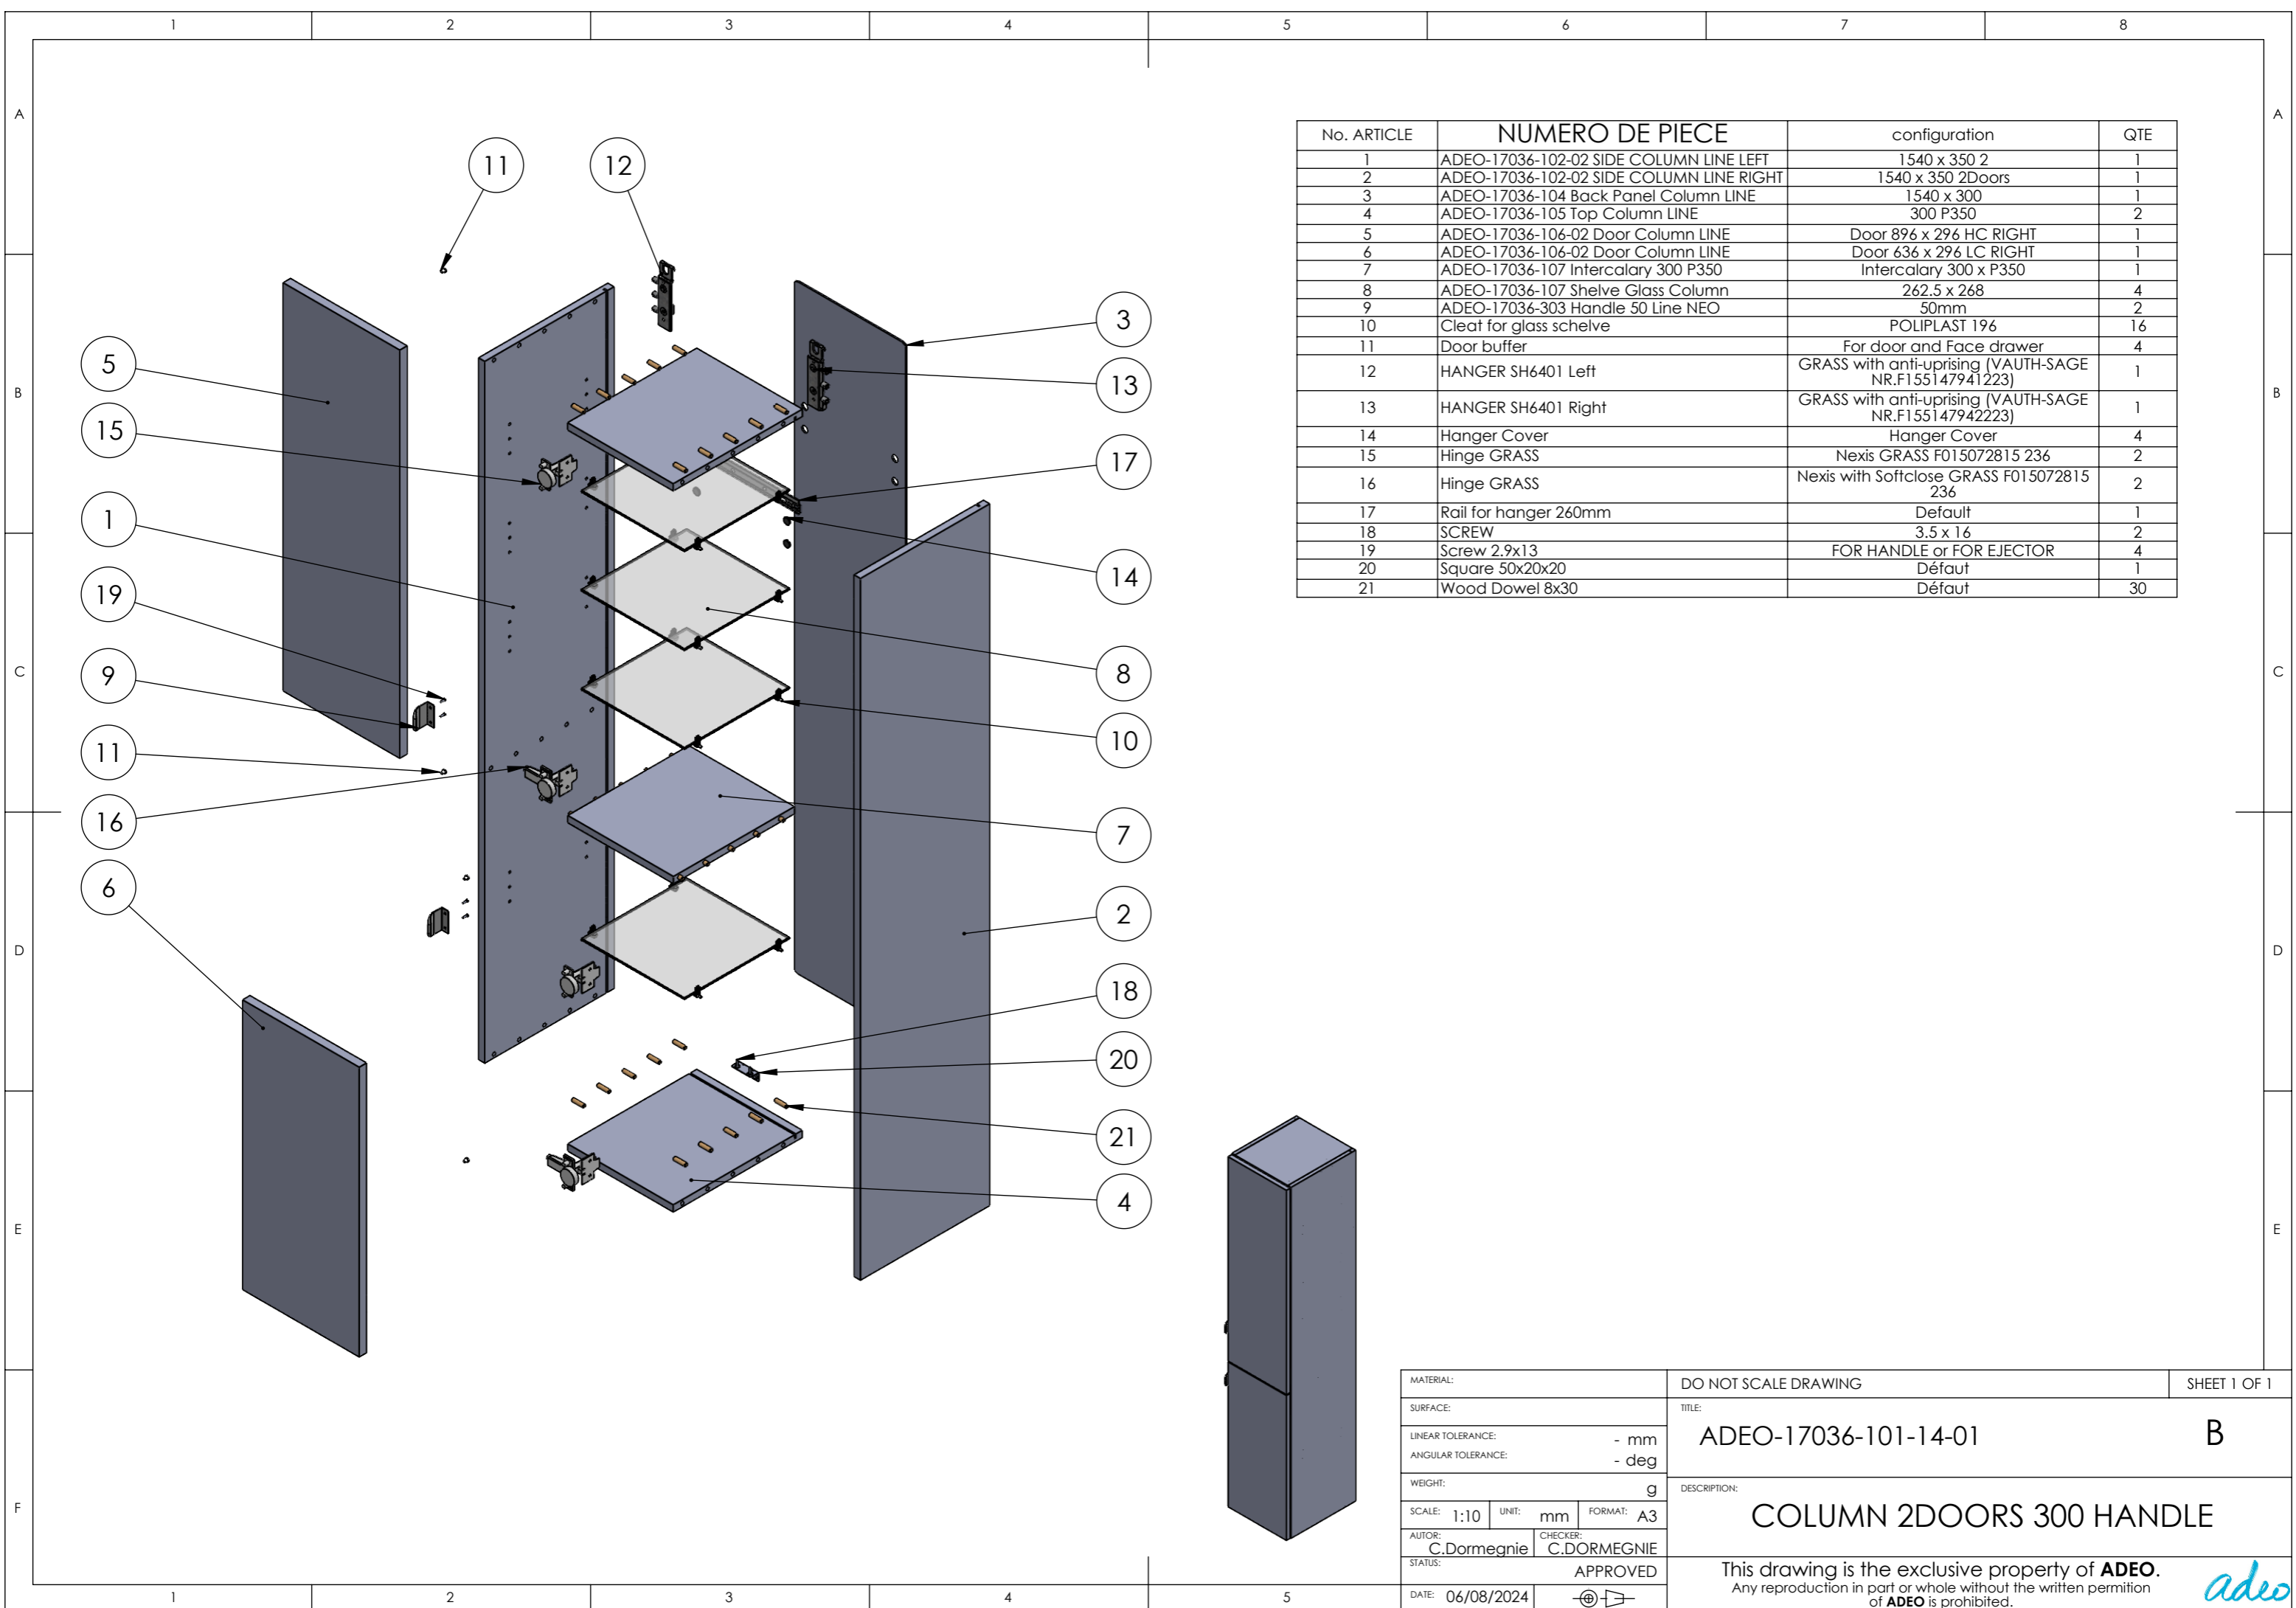 1 2 3 4 5 6 7 8
A A
B B
C C
D D
E E
F
1 2 3 4 5
11
12
5
15
1
19
9
11
16
6
3
13
17
14
8
10
7
2
18
20
21
4
No. ARTICLE NUMERO DE PIECE configuration QTE
1 ADEO-17036-102-02 SIDE COLUMN LINE LEFT 1540 x 350 2 1
2 ADEO-17036-102-02 SIDE COLUMN LINE RIGHT 1540 x 350 2Doors 1
3 ADEO-17036-104 Back Panel Column LINE 1540 x 300 1
4 ADEO-17036-105 Top Column LINE 300 P350 2
5 ADEO-17036-106-02 Door Column LINE Door 896 x 296 HC RIGHT 1
6 ADEO-17036-106-02 Door Column LINE Door 636 x 296 LC RIGHT 1
7 ADEO-17036-107 Intercalary 300 P350 Intercalary 300 x P350 1
8 ADEO-17036-107 Shelve Glass Column 262.5 x 268 4
9 ADEO-17036-303 Handle 50 Line NEO 50mm 2
10 Cleat for glass schelve POLIPLAST 196 16
11 Door buffer For door and Face drawer 4
12 HANGER SH6401 Left GRASS with anti-uprising (VAUTH-SAGE
NR.F155147941223) 1
13 HANGER SH6401 Right GRASS with anti-uprising (VAUTH-SAGE
NR.F155147942223) 1
14 Hanger Cover Hanger Cover 4
15 Hinge GRASS Nexis GRASS F015072815 236 2
16 Hinge GRASS Nexis with Softclose GRASS F015072815
236 2
17 Rail for hanger 260mm Default 1
18 SCREW 3.5 x 16 2
19 Screw 2.9x13 FOR HANDLE or FOR EJECTOR 4
20 Square 50x20x20 Défaut 1
21 Wood Dowel 8x30 Défaut 30
MATERIAL:
SURFACE:
LINEAR TOLERANCE: - mm
ANGULAR TOLERANCE: - deg
WEIGHT: g
SCALE: 1:10 UNIT: mm FORMAT: A3
AUTOR: C.Dormegnie CHECKER: C.DORMEGNIE
STATUS: APPROVED
DATE: 06/08/2024
DO NOT SCALE DRAWING SHEET 1 OF 1
TITLE:
ADEO-17036-101-14-01 B
DESCRIPTION:
COLUMN 2DOORS 300 HANDLE
This drawing is the exclusive property of ADEO.
Any reproduction in part or whole without the written permition
of ADEO is prohibited.
adeo